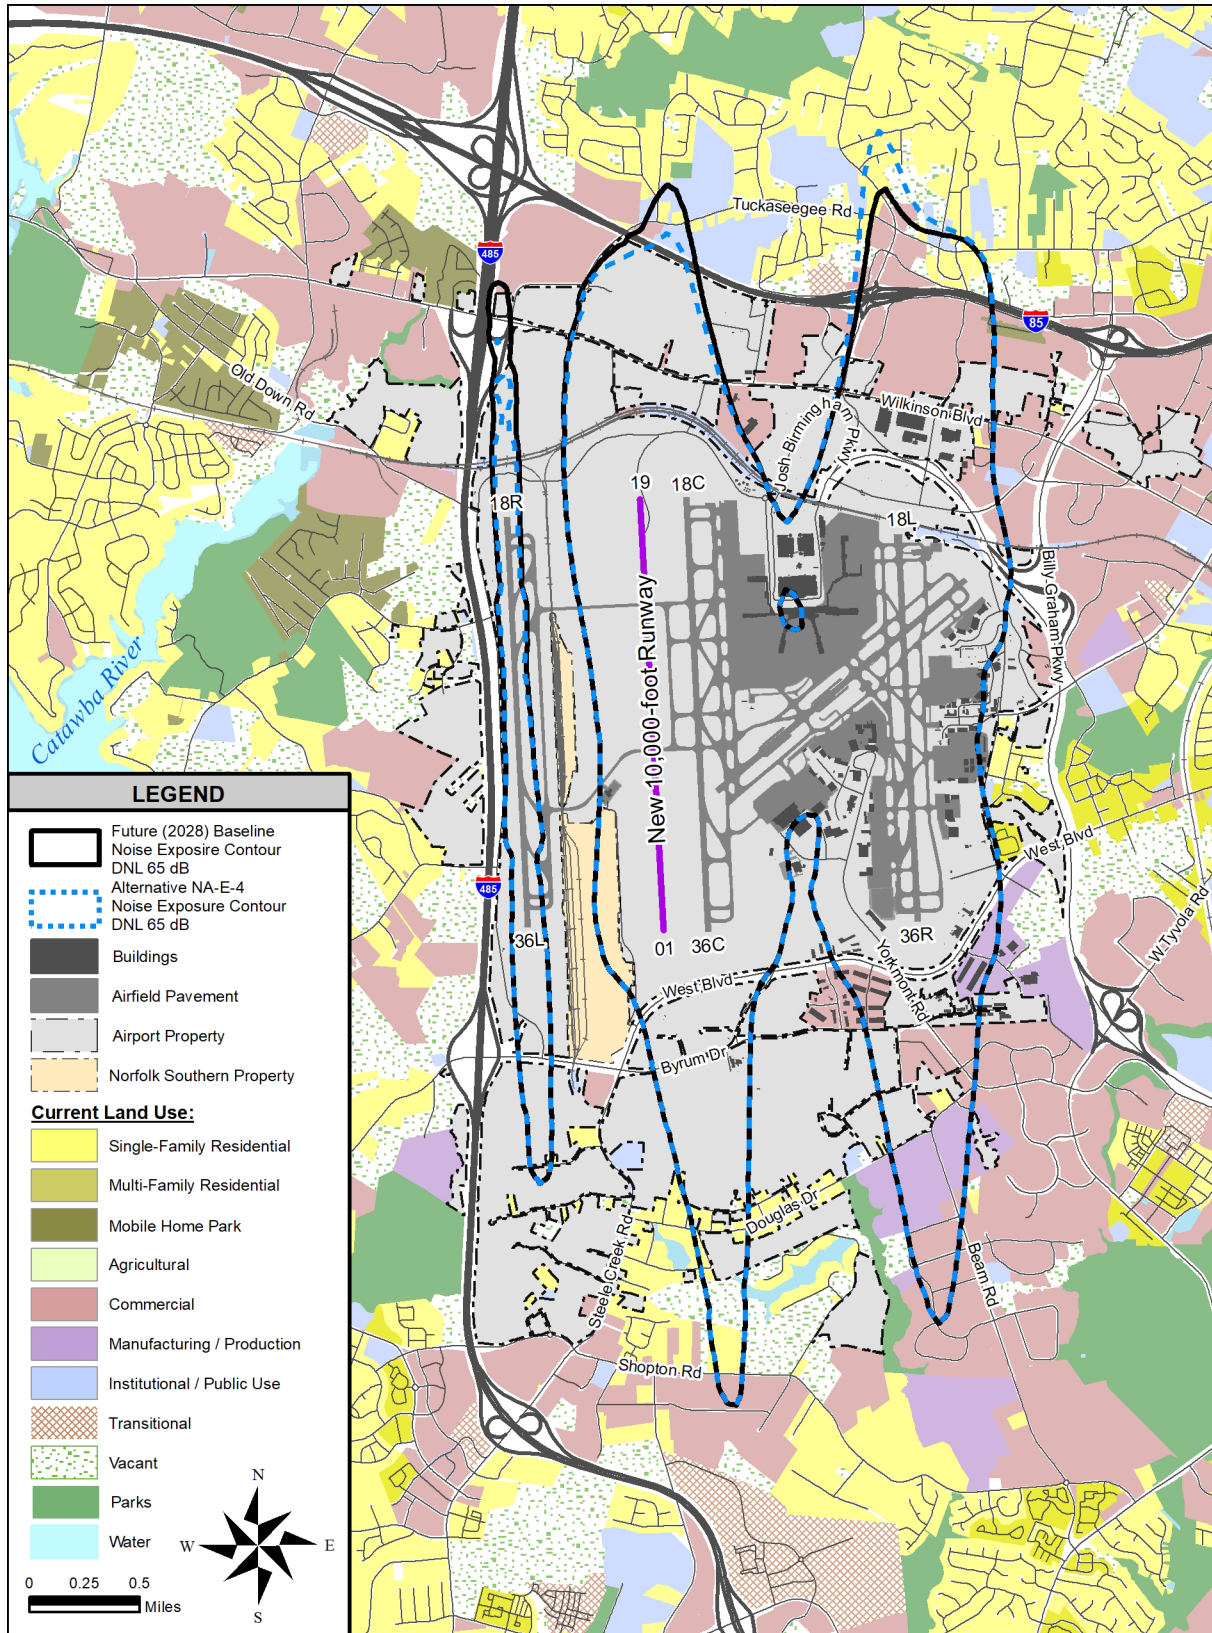 Tuckaseegee Rd
485
85
Old Down Rd
Josh Birmingham Pkwy
Wilkinson Blvd
18R
19
18C
18L
Billy Graham Pkwy
New 10,000-foot Runway
Catawba River
West Blvd
W Tyvola Rd
485
36L
01
36C
36R
Yorkmont Rd
West Blvd
Byrum Dr
Douglas Dr
Steele Creek Rd
Beam Rd
Shopton Rd
LEGEND
Future (2028) Baseline
Noise Exposire Contour
DNL 65 dB
Alternative NA-E-4
Noise Exposure Contour
DNL 65 dB
Buildings
Airfield Pavement
Airport Property
Norfolk Southern Property
Current Land Use:
Single-Family Residential
Multi-Family Residential
Mobile Home Park
Agricultural
Commercial
Manufacturing / Production
Institutional / Public Use
Transitional
Vacant
Parks
Water
N
W
E
S
0 0.25 0.5
Miles